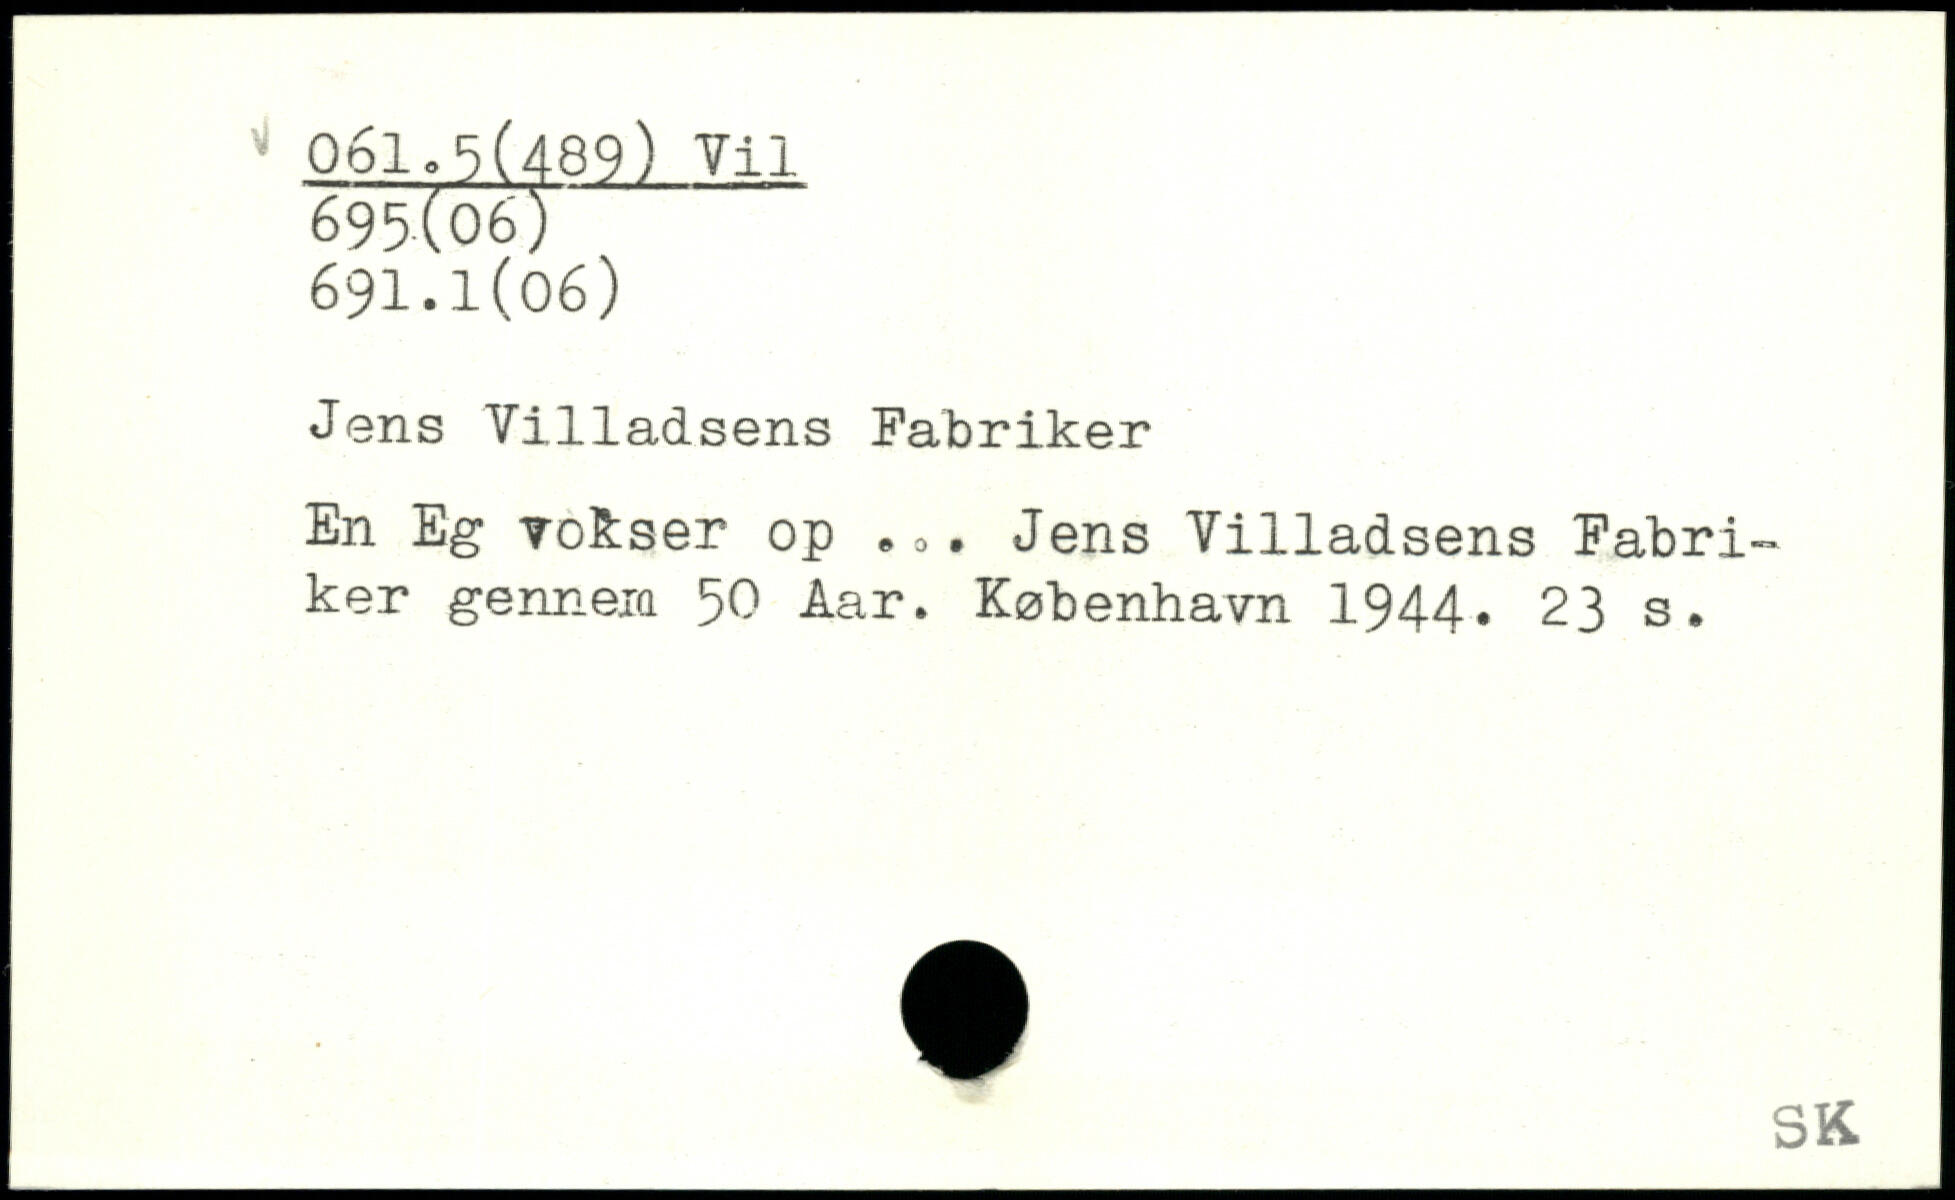 061.5(489) Vil
695(06)
691.1(06)
Jens Villadsens Fabriker
En Eg vokser op ... Jens Villadsens Fabri-
ker gennem 50 Aar. København 1944. 23 s.
SK